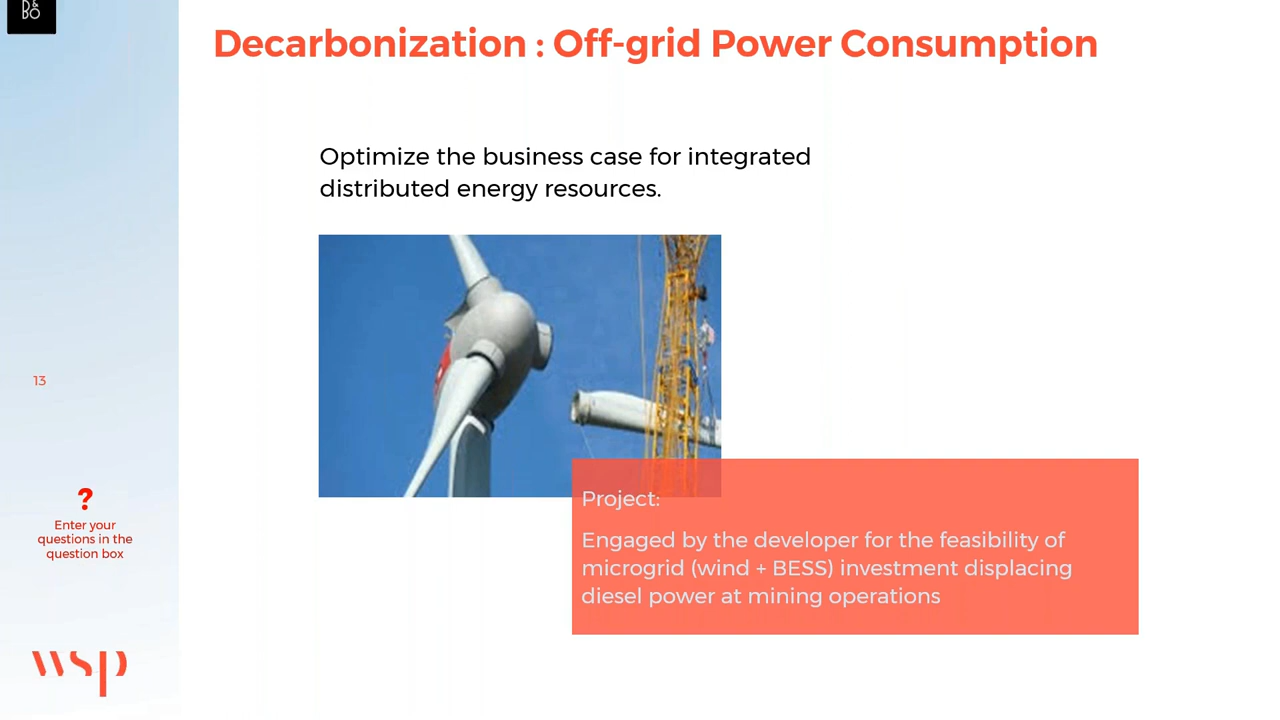 D&
BO
Decarbonization : Off-grid Power Consumption
Optimize the business case for integrated
distributed energy resources.
Project:
Engaged by the developer for the feasibility of
microgrid (wind + BESS) investment displacing
diesel power at mining operations
13
?
Enter your
questions in the
question box
wsp